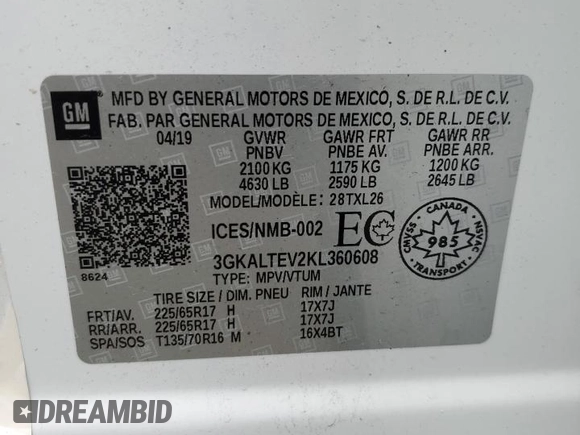 GM
MFD BY GENERAL MOTORS DE MEXICO, S. DE R.L. DE C.V.
FAB. PAR GENERAL MOTORS DE MEXICO, S. DE R.L. DE C.V.
04/19 GVWR GAWR FRT GAWR RR
PNBV PNBE AV. PNBE ARR.
2100 KG 1175 KG 1200 KG
4630 LB 2590 LB 2645 LB
MODEL/MODÈLE: 28TXL26
ICES/NMB-002 EC
CANADA
CMVSS 985 NSVAC
TRANSPORT
3GKALTEV2KL360608
8624
TYPE: MPV/VTUM
TIRE SIZE / DIM. PNEU RIM / JANTE
FRT/AV. 225/65R17 H 17X7J
RR/ARR. 225/65R17 H 17X7J
SPA/SOS T135/70R16 M 16X4BT
DREAMBID